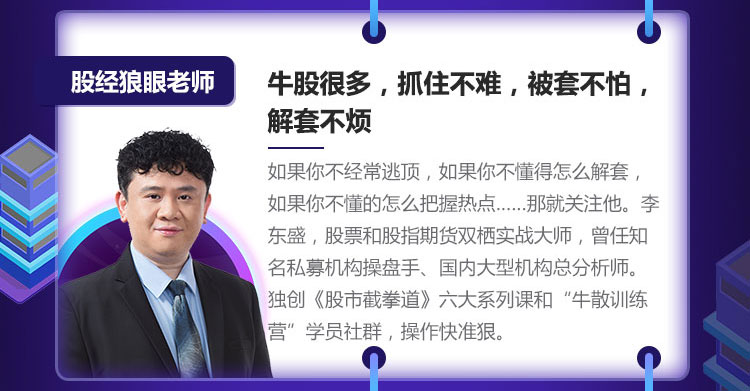 股经狼眼老师
牛股很多，抓住不难，被套不怕，
解套不烦
如果你不经常逃顶，如果你不懂得怎么解套，
如果你不懂的怎么把握热点……那就关注他。李
东盛，股票和股指期货双栖实战大师，曾任知
名私募机构操盘手、国内大型机构总分析师。
独创《股市截拳道》六大系列课和“牛散训练
营”学员社群，操作快准狠。